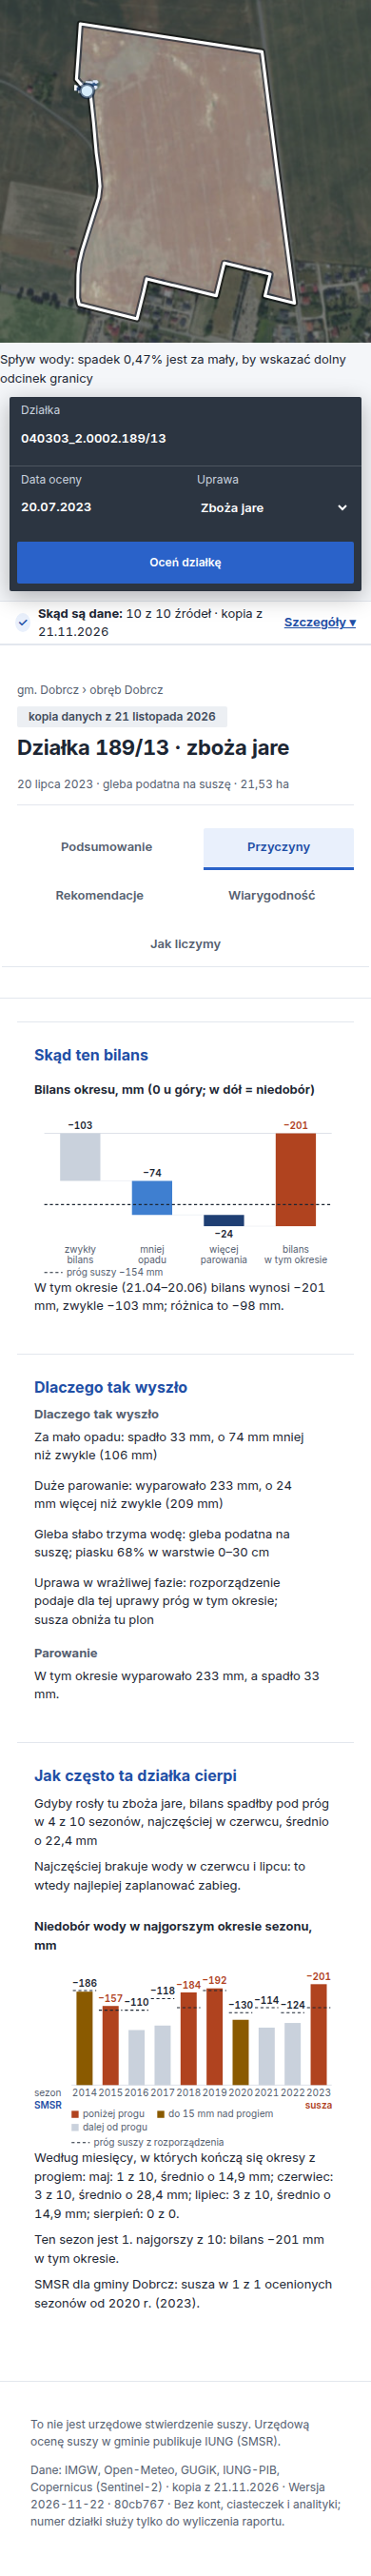 Spływ wody: spadek 0,47% jest za mały, by wskazać dolny
odcinek granicy
Działka
040303_2.0002.189/13
Data oceny
Uprawa
20.07.2023
Zboża jare
Oceń działkę
Skąd są dane: 10 z 10 źródeł · kopia z
21.11.2026
Szczegóły ▾
gm. Dobrcz › obręb Dobrcz
kopia danych z 21 listopada 2026
Działka 189/13 · zboża jare
20 lipca 2023 · gleba podatna na suszę · 21,53 ha
Podsumowanie
Przyczyny
Rekomendacje
Wiarygodność
Jak liczymy
Skąd ten bilans
Bilans okresu, mm (0 u góry; w dół = niedobór)
−103
−74
−24
−201
zwykły
bilans
mniej
opadu
więcej
parowania
bilans
w tym okresie
próg suszy −154 mm
W tym okresie (21.04–20.06) bilans wynosi −201
mm, zwykle −103 mm; różnica to −98 mm.
Dlaczego tak wyszło
Dlaczego tak wyszło
Za mało opadu: spadło 33 mm, o 74 mm mniej
niż zwykle (106 mm)
Duże parowanie: wyparowało 233 mm, o 24
mm więcej niż zwykle (209 mm)
Gleba słabo trzyma wodę: gleba podatna na
suszę; piasku 68% w warstwie 0–30 cm
Uprawa w wrażliwej fazie: rozporządzenie
podaje dla tej uprawy próg w tym okresie;
susza obniża tu plon
Parowanie
W tym okresie wyparowało 233 mm, a spadło 33
mm.
Jak często ta działka cierpi
Gdyby rosły tu zboża jare, bilans spadłby pod próg
w 4 z 10 sezonów, najczęściej w czerwcu, średnio
o 22,4 mm
Najczęściej brakuje wody w czerwcu i lipcu: to
wtedy najlepiej zaplanować zabieg.
Niedobór wody w najgorszym okresie sezonu,
mm
−186
−157
−110
−118
−184
−192
−130
−114
−124
−201
sezon
2014 2015 2016 2017 2018 2019 2020 2021 2022 2023
SMSR
susza
poniżej progu
do 15 mm nad progiem
dalej od progu
próg suszy z rozporządzenia
Według miesięcy, w których kończą się okresy z
progiem: maj: 1 z 10, średnio o 14,9 mm; czerwiec:
3 z 10, średnio o 28,4 mm; lipiec: 3 z 10, średnio o
14,9 mm; sierpień: 0 z 0.
Ten sezon jest 1. najgorszy z 10: bilans −201 mm
w tym okresie.
SMSR dla gminy Dobrcz: susza w 1 z 1 ocenionych
sezonów od 2020 r. (2023).
To nie jest urzędowe stwierdzenie suszy. Urzędową
ocenę suszy w gminie publikuje IUNG (SMSR).
Dane: IMGW, Open-Meteo, GUGiK, IUNG-PIB,
Copernicus (Sentinel-2) · kopia z 21.11.2026 · Wersja
2026-11-22 · 80cb767 · Bez kont, ciasteczek i analityki;
numer działki służy tylko do wyliczenia raportu.